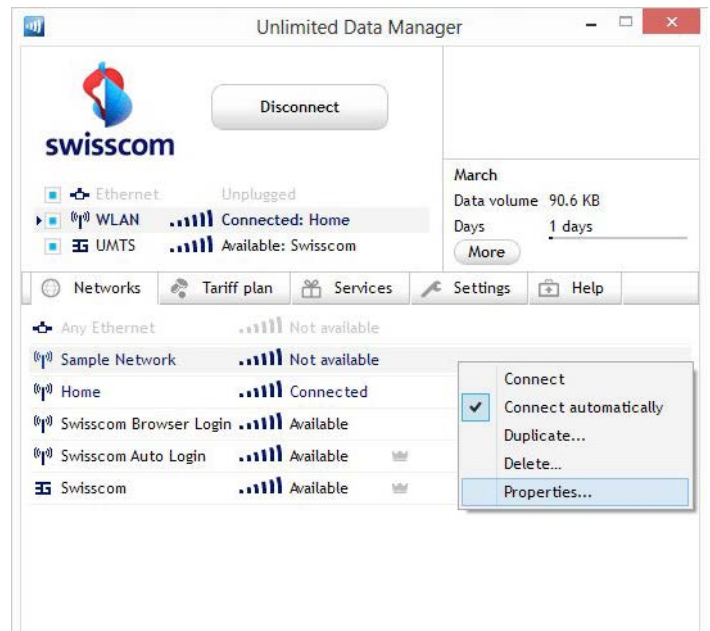 Unlimited Data Manager
swisscom
Disconnect
Ethernet Unplugged
WLAN Connected: Home
3G UMTS Available: Swisscom
March
Data volume 90.6 KB
Days 1 days
More
Networks Tariff plan Services Settings Help
Any Ethernet Not available
Sample Network Not available
Home Connected
Swisscom Browser Login Available
Swisscom Auto Login Available
3G Swisscom Available
Connect
Connect automatically
Duplicate...
Delete...
Properties...